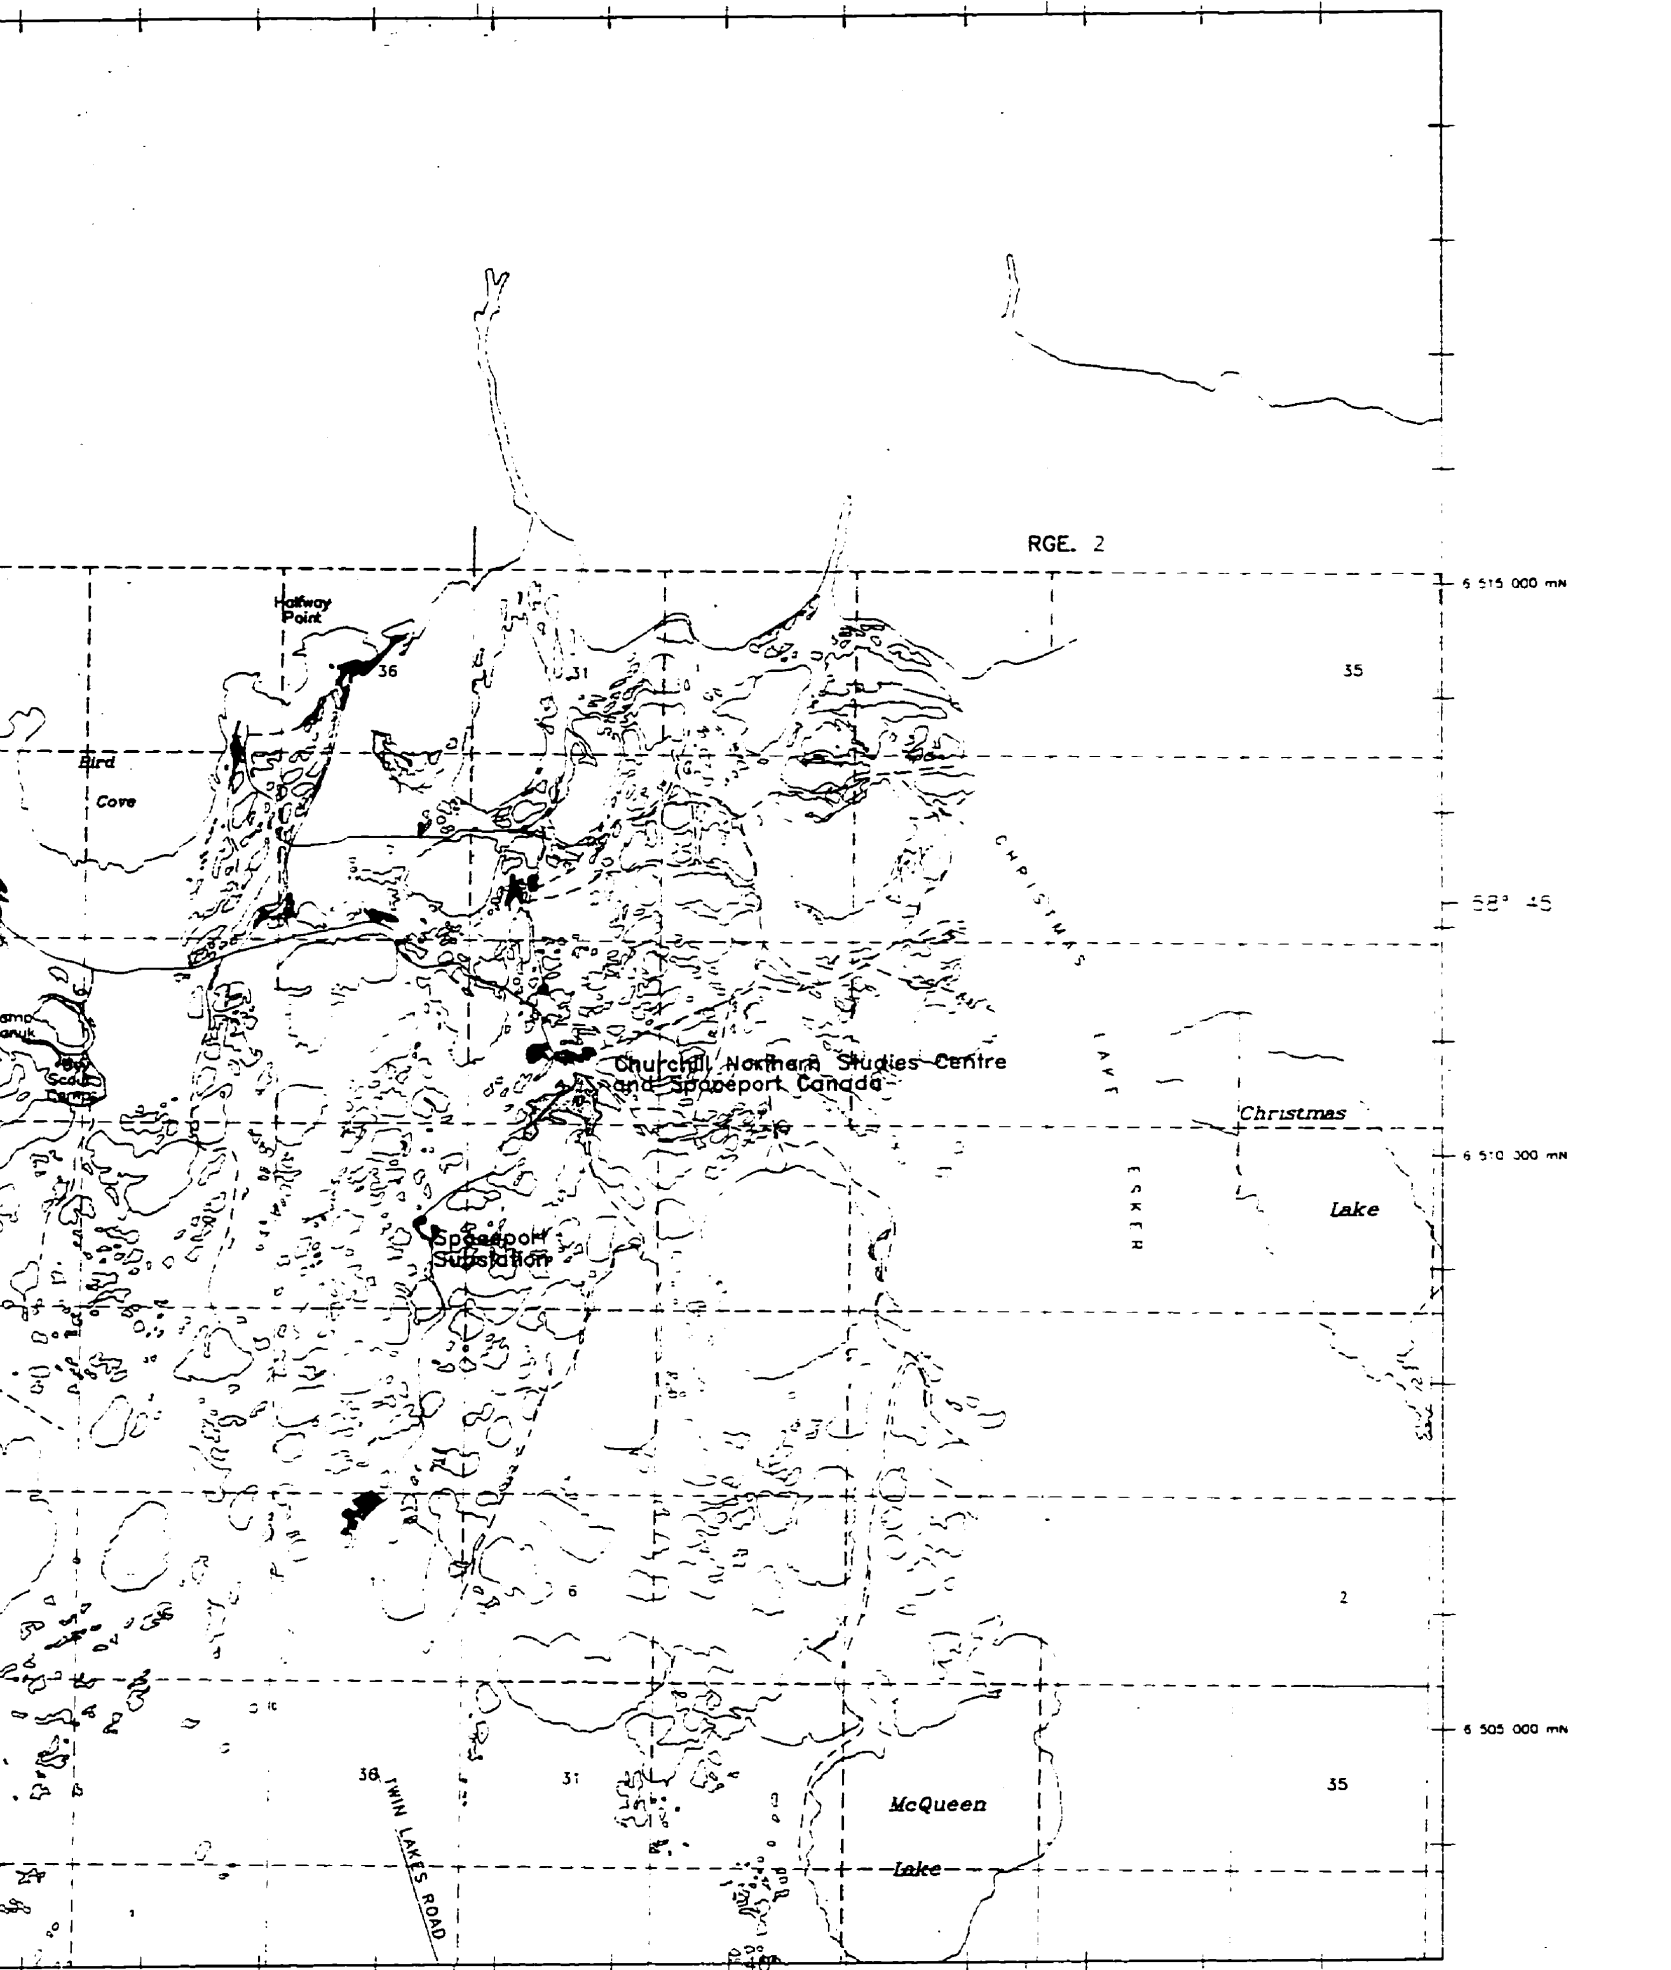 RGE. 2
6 515 000 mN
Halfway
Point
36
31
35
Bird
Cove
CHRISTMAS
58° 45
Scout
Churchill Northern Studies Centre
and Spaceport Canada
LAKE
Christmas
6 510 000 mN
ESKER
Lake
Spaceport
Substation
6
2
6 505 000 mN
36
31
35
TWIN LAKES ROAD
McQueen
Lake
1